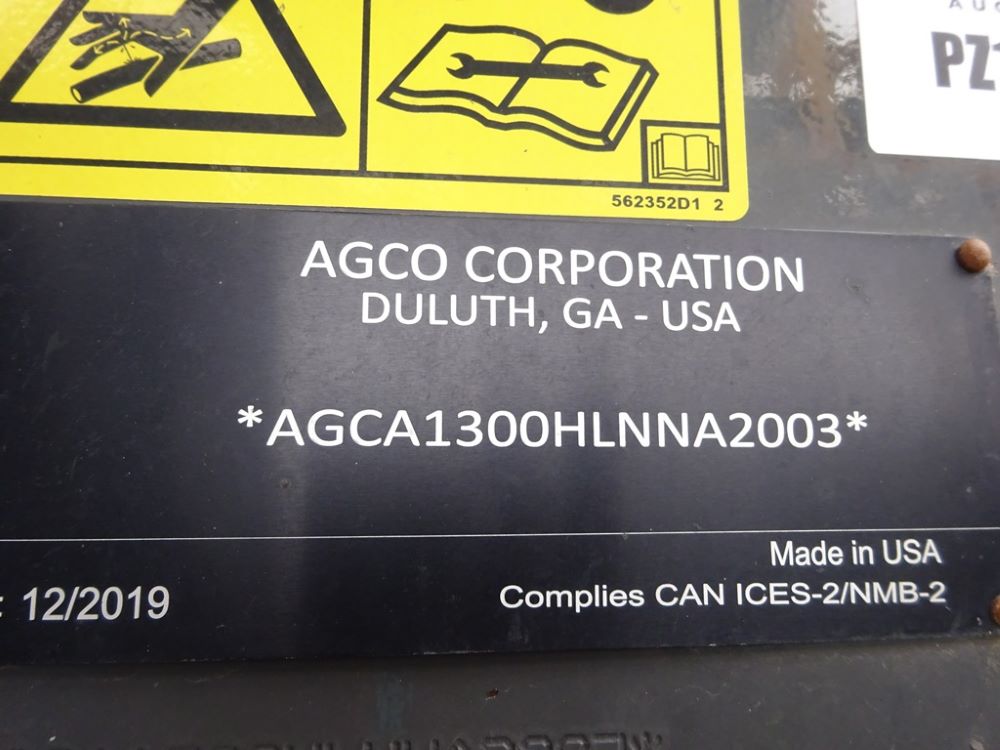 PZ
562352D1 2
AGCO CORPORATION
DULUTH, GA - USA
*AGCA1300HLNNA2003*
Made in USA
: 12/2019
Complies CAN ICES-2/NMB-2